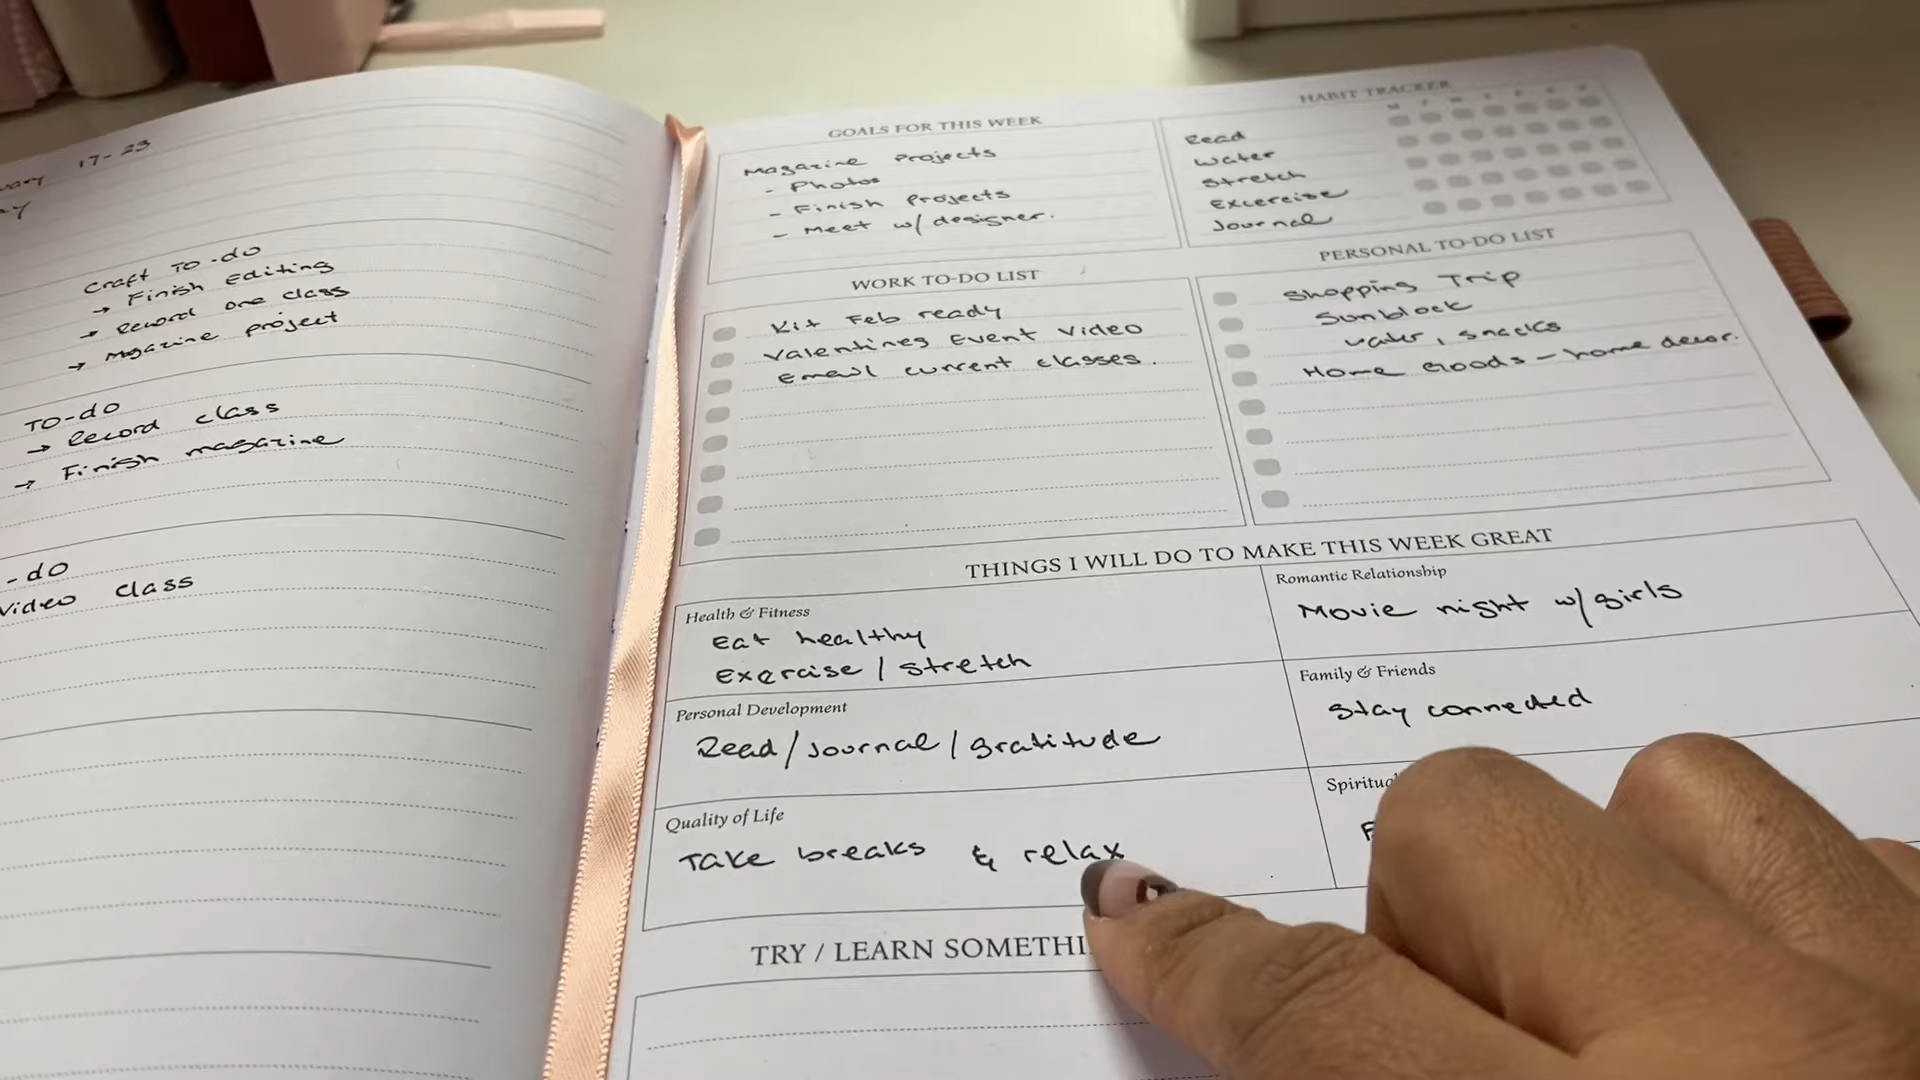 17-23
Craft TO-do
→ Finish Editing
→ Record one class
→ Magazine project
TO-do
→ Record class
→ Finish magazine
-do
Video class
GOALS FOR THIS WEEK
Magazine Projects
- Photos
- Finish Projects
- Meet w/ designer.
HABIT TRACKER
M T W T F S S
Read
Water
Stretch
Excercise
Journal
WORK TO-DO LIST
Kit Feb ready
Valentines Event Video
Email current classes.
PERSONAL TO-DO LIST
Shopping Trip
Sunblock
water, snacks
Home Goods - home decor.
THINGS I WILL DO TO MAKE THIS WEEK GREAT
Health & Fitness
Eat healthy
Exercise / stretch
Romantic Relationship
Movie night w/ girls
Personal Development
Read / Journal / gratitude
Family & Friends
Stay connected
Quality of Life
Take breaks & relax
TRY / LEARN